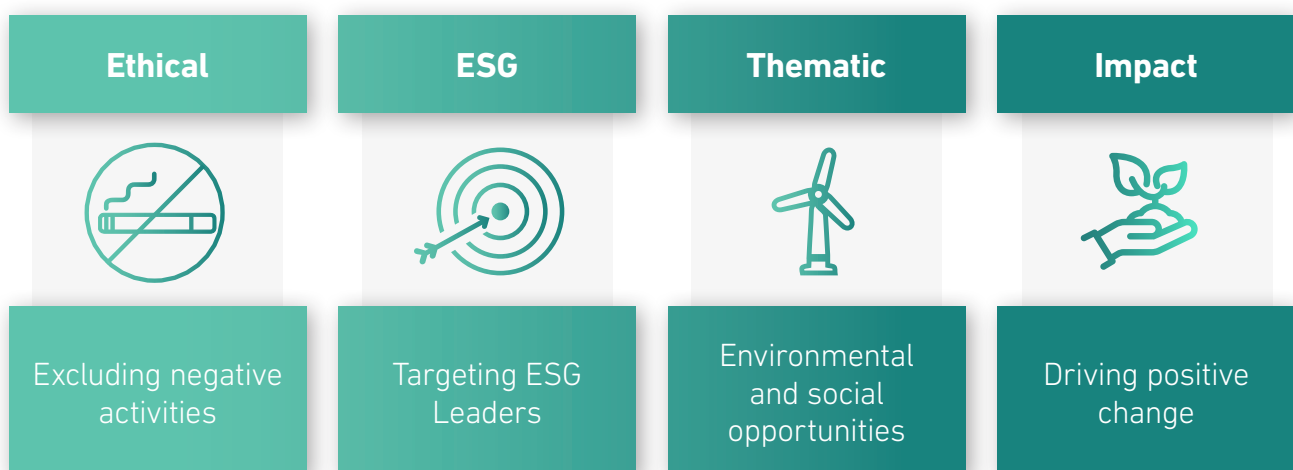 Ethical
ESG
Thematic
Impact
Excluding negative
activities
Targeting ESG
Leaders
Environmental
and social
opportunities
Driving positive
change